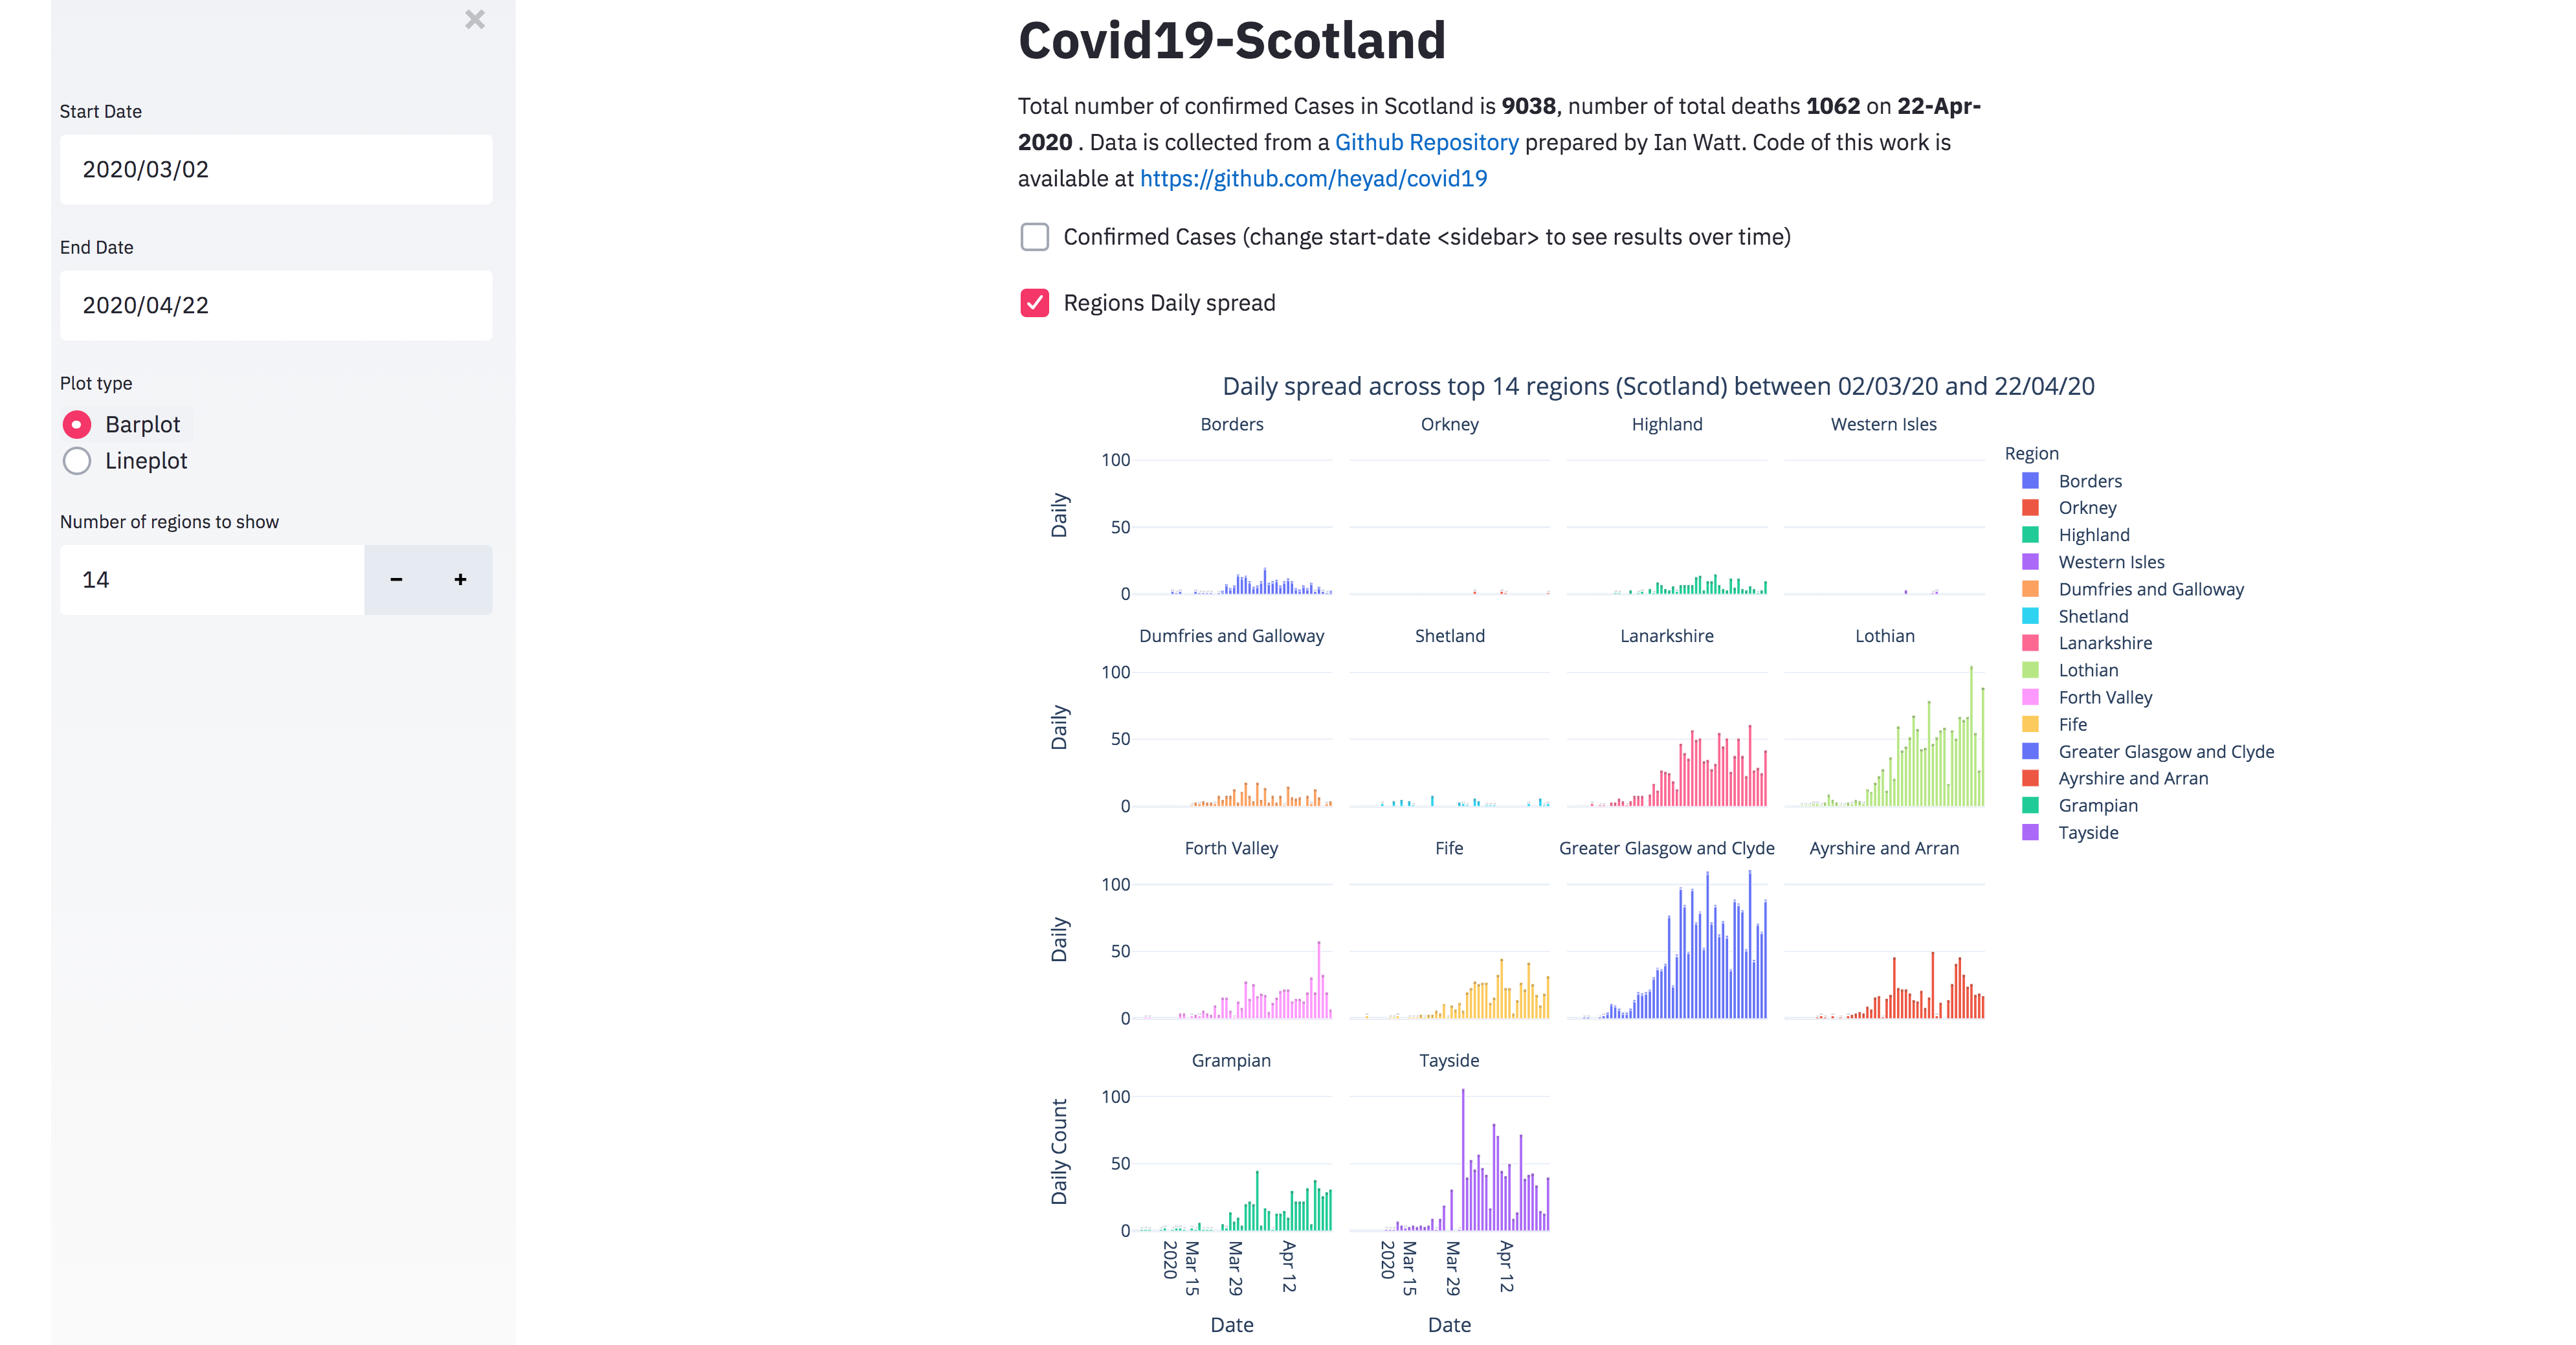 ×
Start Date
2020/03/02
End Date
2020/04/22
Plot type
Barplot
Lineplot
Number of regions to show
14 − +
Covid19-Scotland
Total number of confirmed Cases in Scotland is 9038, number of total deaths 1062 on 22-Apr-
2020 . Data is collected from a Github Repository prepared by Ian Watt. Code of this work is
available at https://github.com/heyad/covid19
Confirmed Cases (change start-date <sidebar> to see results over time)
Regions Daily spread
Daily spread across top 14 regions (Scotland) between 02/03/20 and 22/04/20
Borders Orkney Highland Western Isles
100
50
0
Daily
Dumfries and Galloway Shetland Lanarkshire Lothian
100
50
0
Daily
Forth Valley Fife Greater Glasgow and Clyde Ayrshire and Arran
100
50
0
Daily
Grampian Tayside
100
50
0
Daily Count
Mar 15 Mar 29 Apr 12 Mar 15 Mar 29 Apr 12
2020 2020
Date Date
Region
Borders
Orkney
Highland
Western Isles
Dumfries and Galloway
Shetland
Lanarkshire
Lothian
Forth Valley
Fife
Greater Glasgow and Clyde
Ayrshire and Arran
Grampian
Tayside